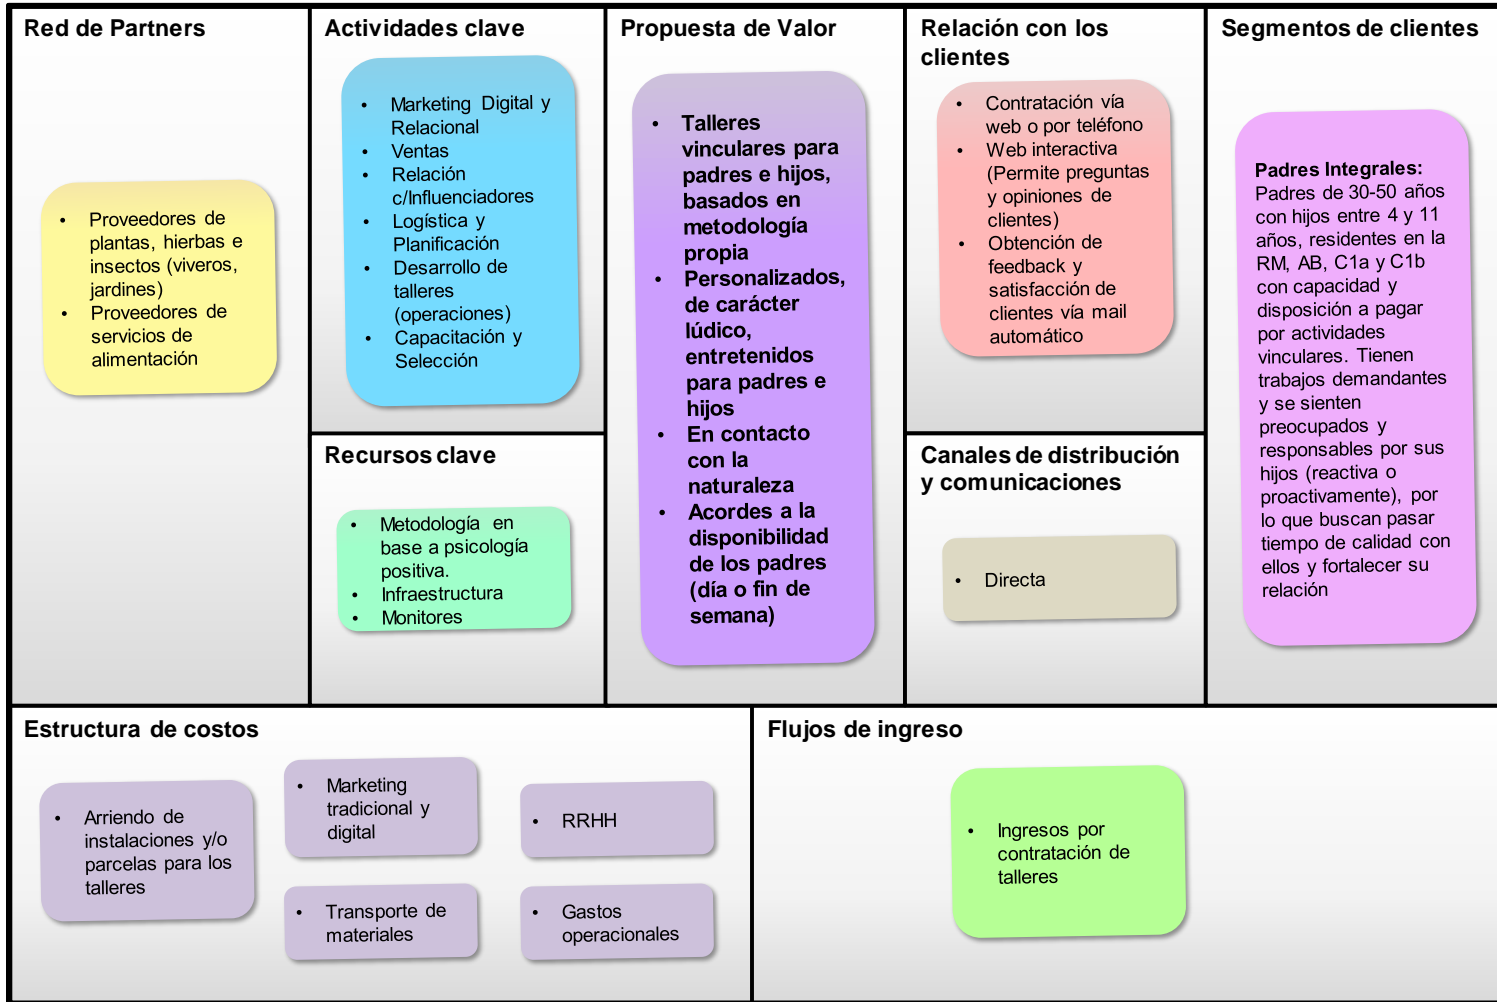 Red de Partners
• Proveedores de
plantas, hierbas e
insectos (viveros,
jardines)
• Proveedores de
servicios de
alimentación
Actividades clave
• Marketing Digital y
Relacional
• Ventas
• Relación
c/Influenciadores
• Logística y
Planificación
• Desarrollo de
talleres
(operaciones)
• Capacitación y
Selección
Recursos clave
• Metodología en
base a psicología
positiva.
• Infraestructura
• Monitores
Propuesta de Valor
• Talleres
vinculares para
padres e hijos,
basados en
metodología
propia
• Personalizados,
de carácter
lúdico,
entretenidos
para padres e
hijos
• En contacto
con la
naturaleza
• Acordes a la
disponibilidad
de los padres
(día o fin de
semana)
Relación con los
clientes
• Contratación vía
web o por teléfono
• Web interactiva
(Permite preguntas
y opiniones de
clientes)
• Obtención de
feedback y
satisfacción de
clientes vía mail
automático
Canales de distribución
y comunicaciones
• Directa
Segmentos de clientes
Padres Integrales:
Padres de 30-50 años
con hijos entre 4 y 11
años, residentes en la
RM, AB, C1a y C1b
con capacidad y
disposición a pagar
por actividades
vinculares. Tienen
trabajos demandantes
y se sienten
preocupados y
responsables por sus
hijos (reactiva o
proactivamente), por
lo que buscan pasar
tiempo de calidad con
ellos y fortalecer su
relación
Estructura de costos
• Arriendo de
instalaciones y/o
parcelas para los
talleres
• Marketing
tradicional y
digital
• RRHH
• Transporte de
materiales
• Gastos
operacionales
Flujos de ingreso
• Ingresos por
contratación de
talleres